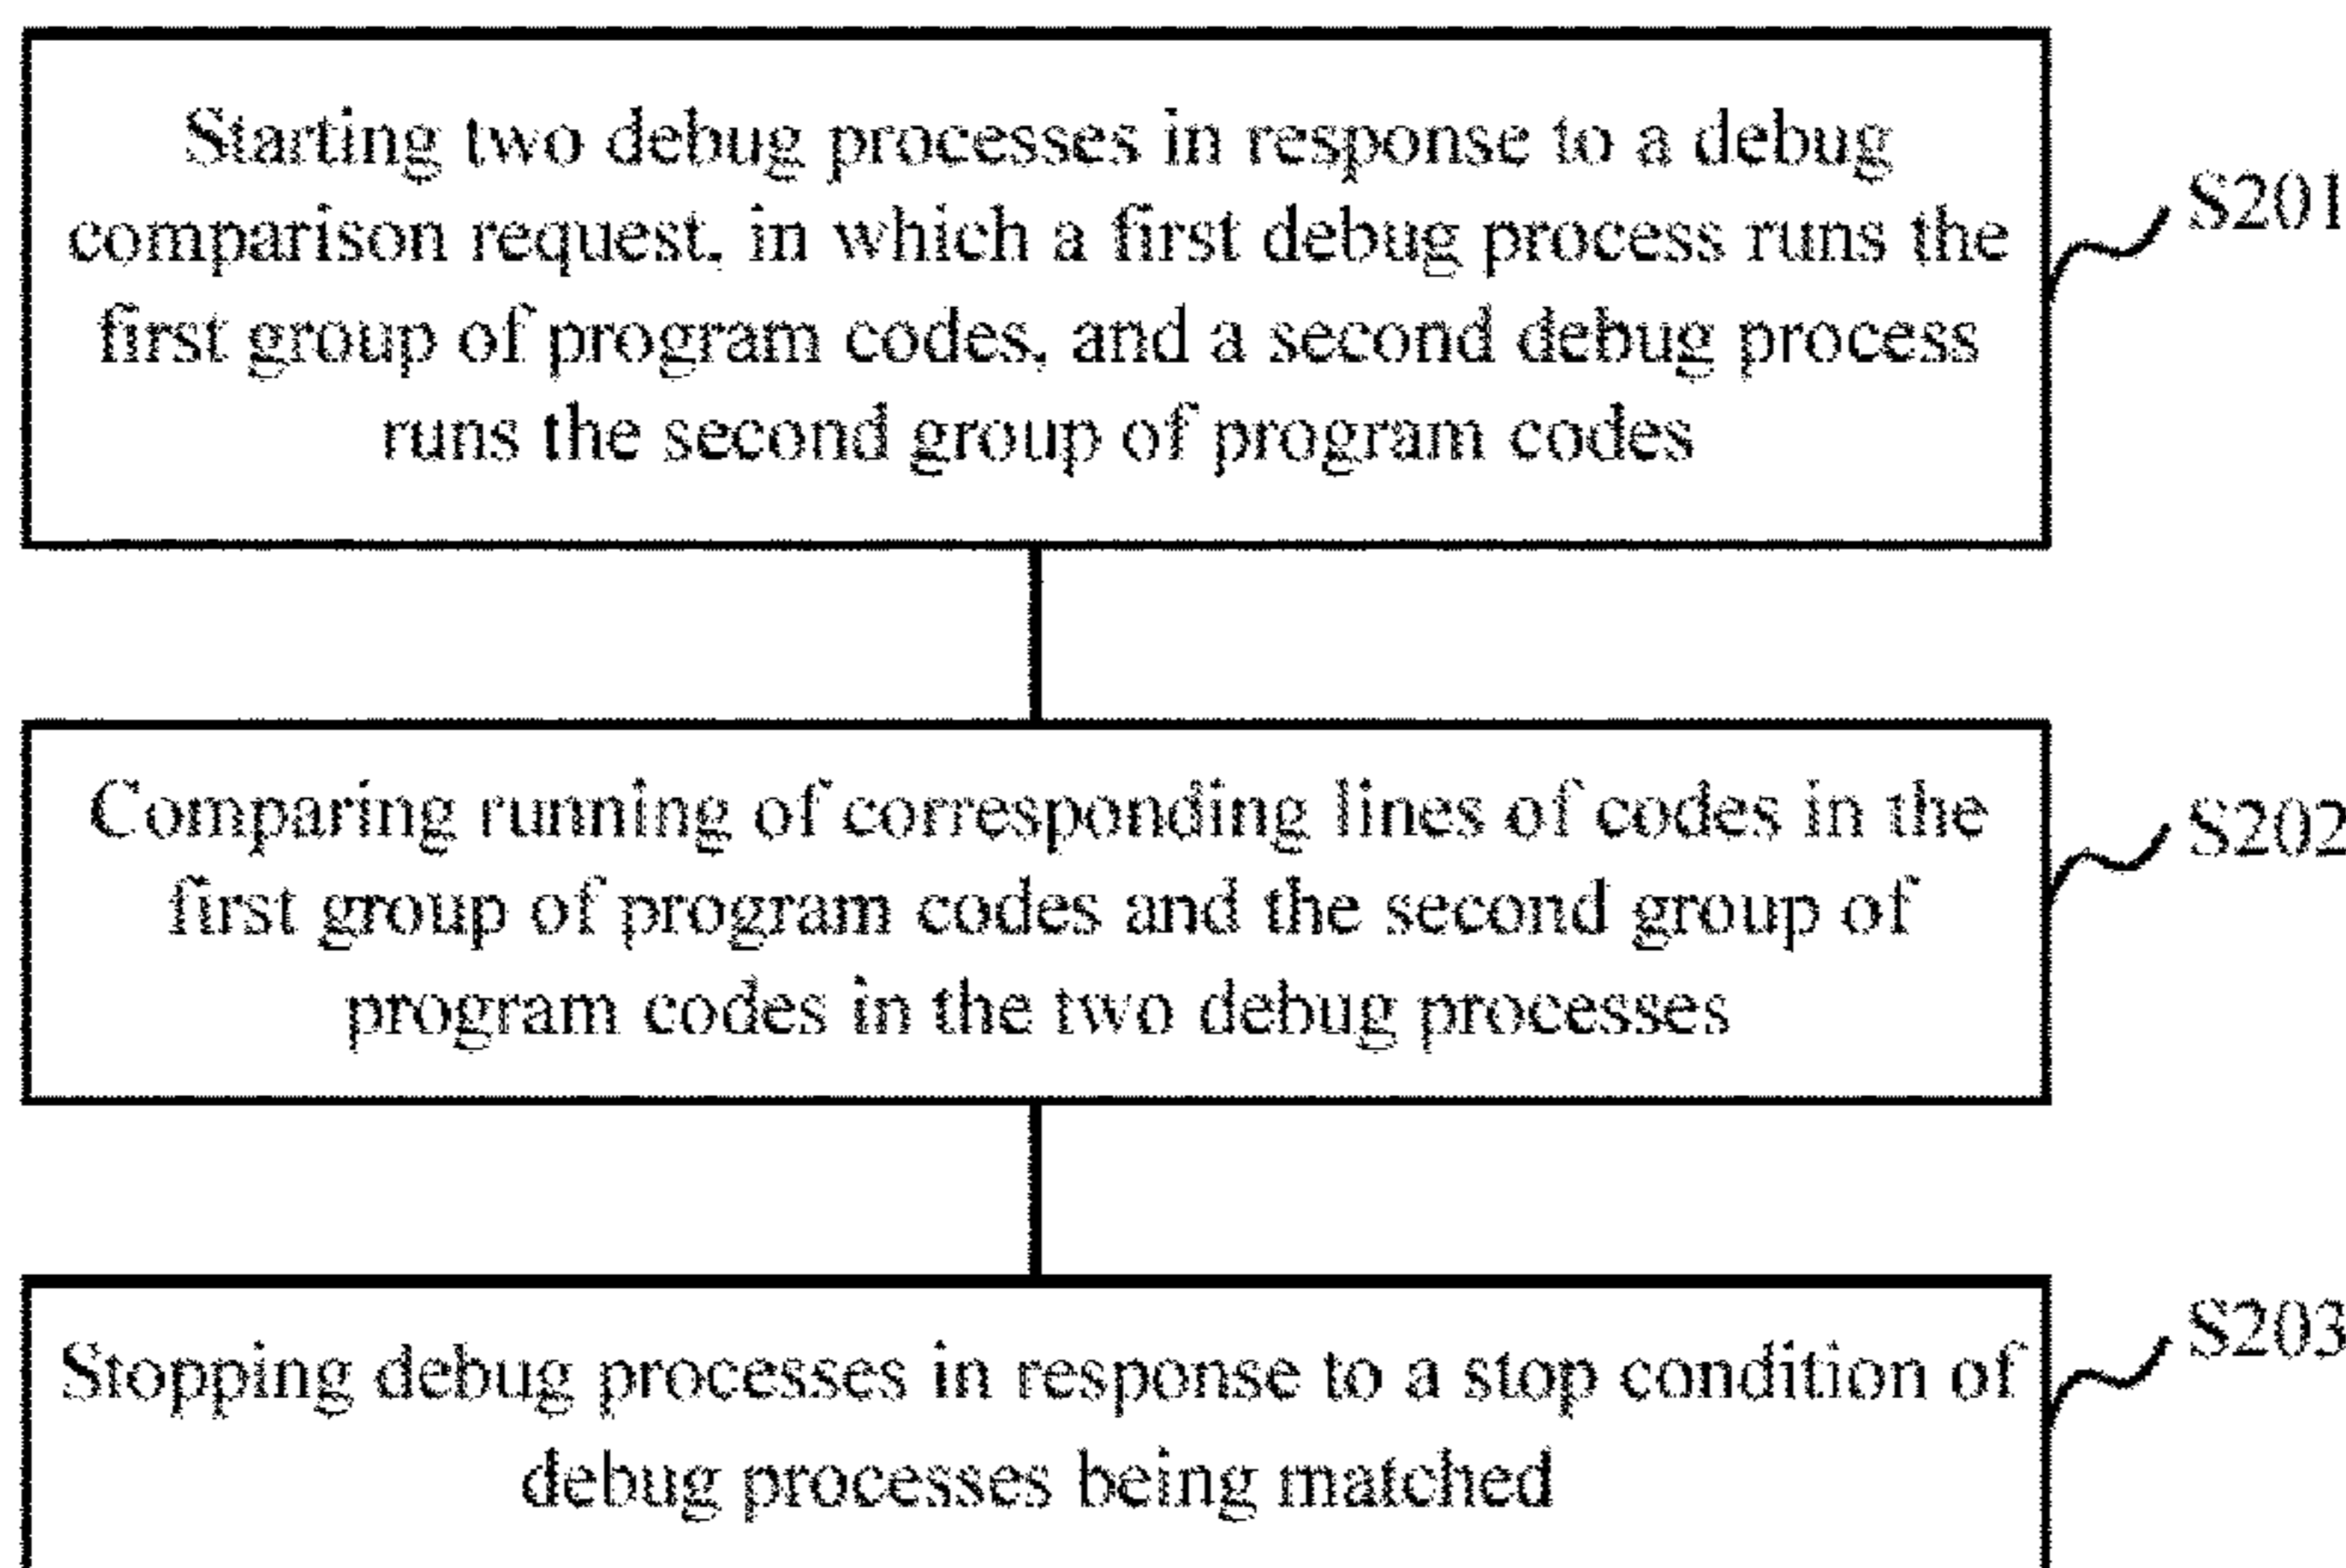 Starting two debug processes in response to a debug
comparison request, in which a first debug process runs the
first group of program codes, and a second debug process
runs the second group of program codes
S201
Comparing running of corresponding lines of codes in the
first group of program codes and the second group of
program codes in the two debug processes
S202
Stopping debug processes in response to a stop condition of
debug processes being matched
S203